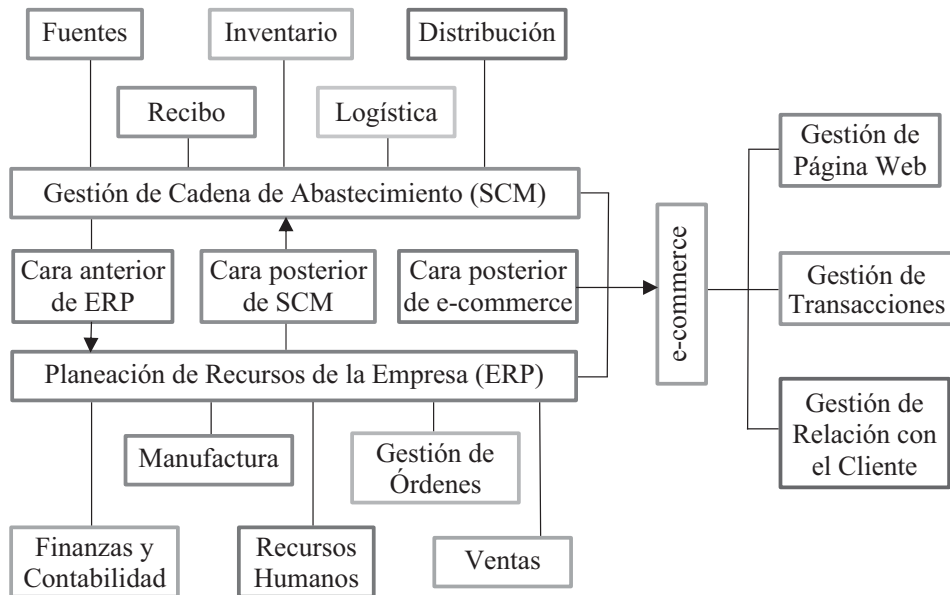 Fuentes
Inventario
Distribución
Recibo
Logística
Gestión de Cadena de Abastecimiento (SCM)
Cara anterior
de ERP
Cara posterior
de SCM
Cara posterior
de e-commerce
Planeación de Recursos de la Empresa (ERP)
Manufactura
Gestión de
Órdenes
Finanzas y
Contabilidad
Recursos
Humanos
Ventas
e-commerce
Gestión de
Página Web
Gestión de
Transacciones
Gestión de
Relación con
el Cliente